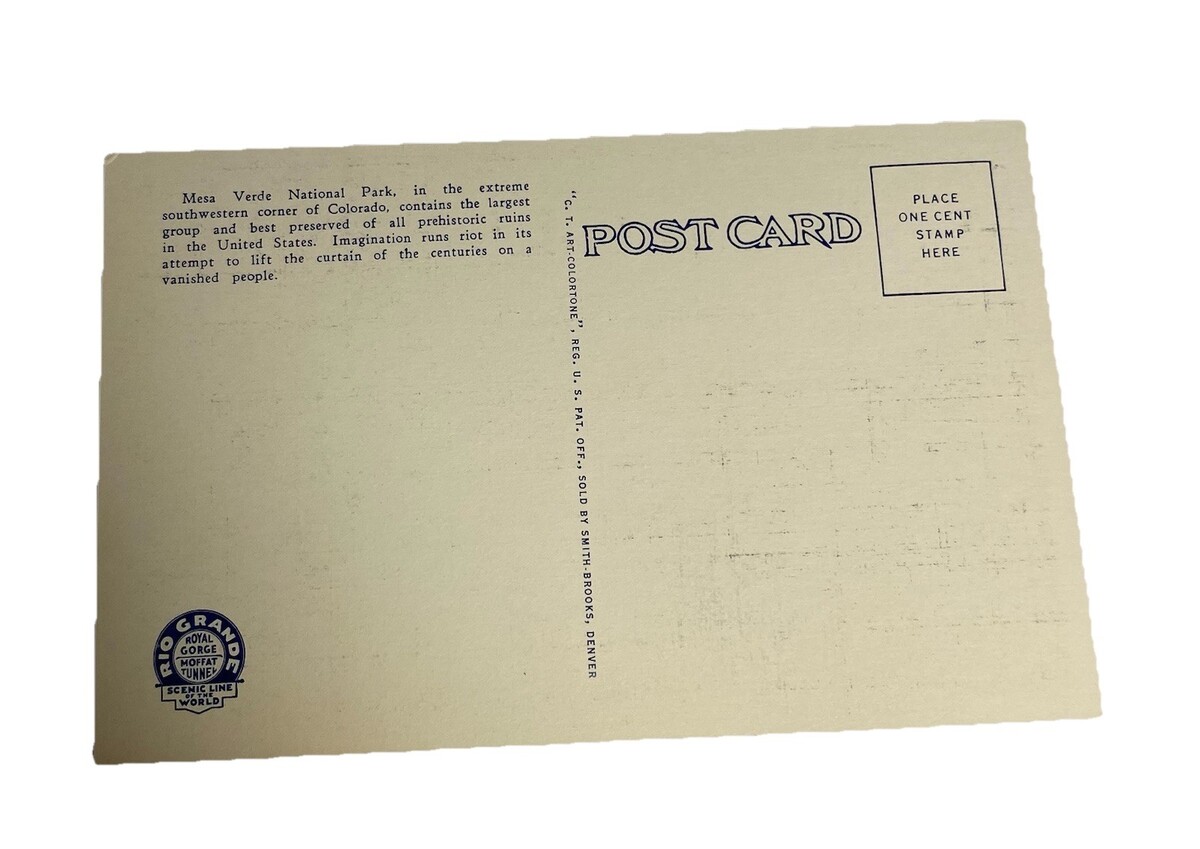 Mesa Verde National Park, in the extreme
southwestern corner of Colorado, contains the largest
group and best preserved of all prehistoric ruins
in the United States. Imagination runs riot in its
attempt to lift the curtain of the centuries on a
vanished people.
"C. T. ART-COLORTONE", REG. U. S. PAT. OFF., SOLD BY SMITH-BROOKS, DENVER
POST CARD
PLACE
ONE CENT
STAMP
HERE
RIO GRANDE
ROYAL
GORGE
MOFFAT
TUNNEL
SCENIC LINE
OF THE
WORLD